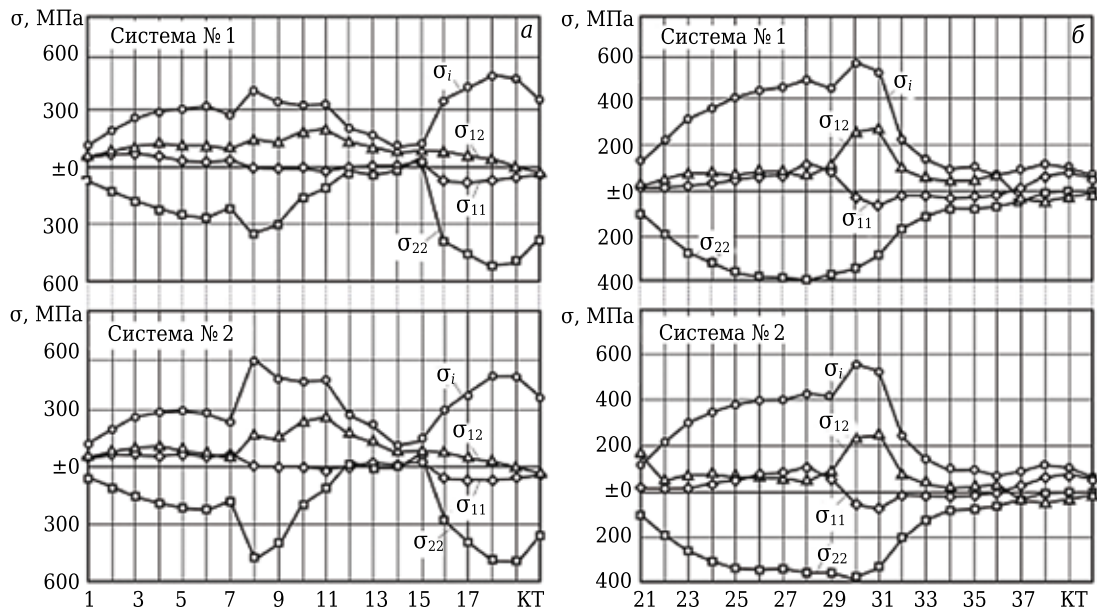 σ, МПа
Система № 1
а
600
300
±0
300
600
σi
σ12
σ11
σ22
σ, МПа
Система № 1
б
600
400
200
±0
200
400
σi
σ12
σ11
σ22
σ, МПа
Система № 2
600
300
±0
300
600
σi
σ12
σ11
σ22
1 3 5 7 9 11 13 15 17 КТ
σ, МПа
Система № 2
600
400
200
±0
200
400
σi
σ12
σ11
σ22
21 23 25 27 29 31 33 35 37 КТ